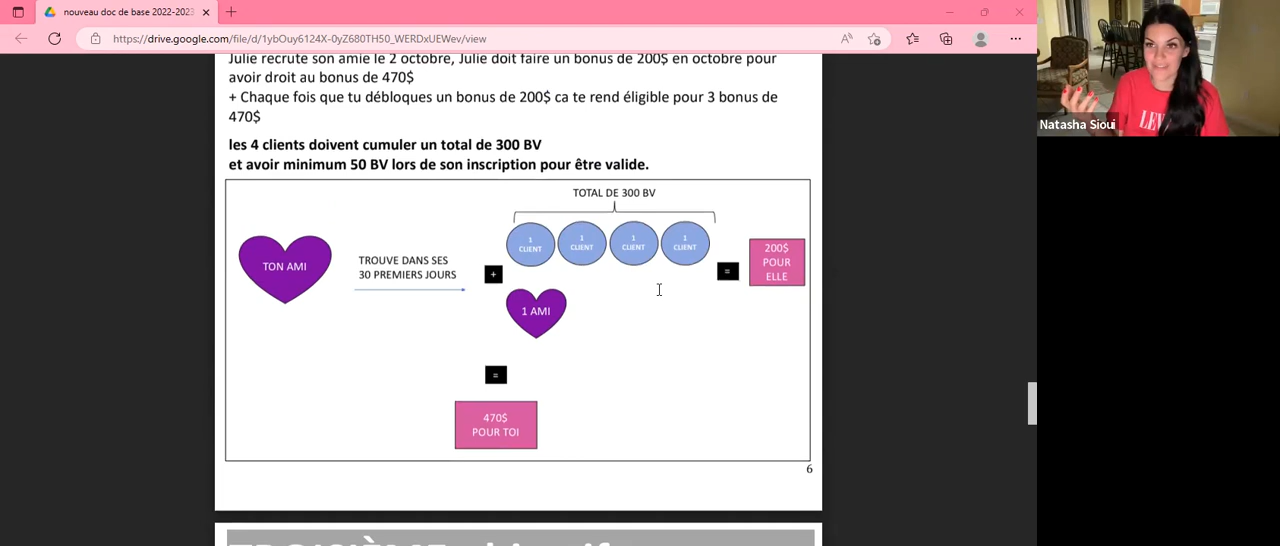 nouveau doc de base 2022-2023
https://drive.google.com/file/d/1ybOuy6124X-0yZ680TH50_WERDxUEWev/view
Julie recrute son amie le 2 octobre, Julie doit faire un bonus de 200$ en octobre pour
avoir droit au bonus de 470$
+ Chaque fois que tu débloques un bonus de 200$ ca te rend éligible pour 3 bonus de
470$
les 4 clients doivent cumuler un total de 300 BV
et avoir minimum 50 BV lors de son inscription pour être valide.
TOTAL DE 300 BV
TON AMI
TROUVE DANS SES
30 PREMIERS JOURS
+
1
CLIENT
1
CLIENT
1
CLIENT
1
CLIENT
=
200$
POUR
ELLE
1 AMI
=
470$
POUR TOI
6
TROISIÈME objectif
Natasha Sioui
LEV